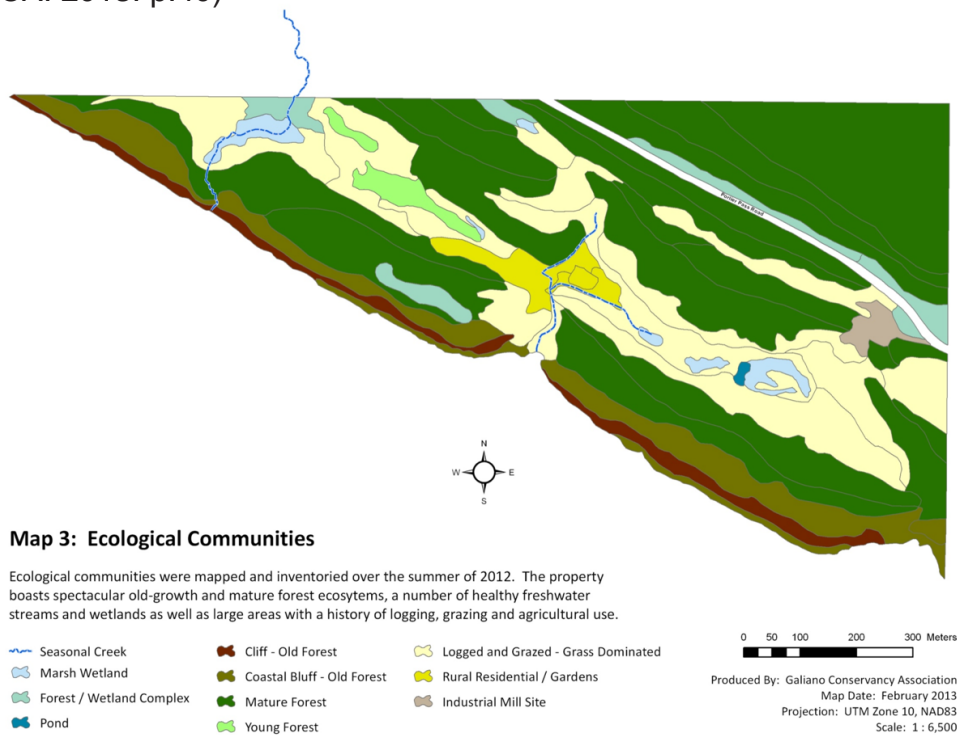 2013: p.40)
Porlier Pass Road
N
W E
S
Map 3:  Ecological Communities
Ecological communities were mapped and inventoried over the summer of 2012.  The property
boasts spectacular old-growth and mature forest ecosytems, a number of healthy freshwater
streams and wetlands as well as large areas with a history of logging, grazing and agricultural use.
Seasonal Creek
Marsh Wetland
Forest / Wetland Complex
Pond
Cliff - Old Forest
Coastal Bluff - Old Forest
Mature Forest
Young Forest
Logged and Grazed - Grass Dominated
Rural Residential / Gardens
Industrial Mill Site
0 50 100 200 300 Meters
Produced By:  Galiano Conservancy Association
Map Date:  February 2013
Projection:  UTM Zone 10, NAD83
Scale:  1 : 6,500